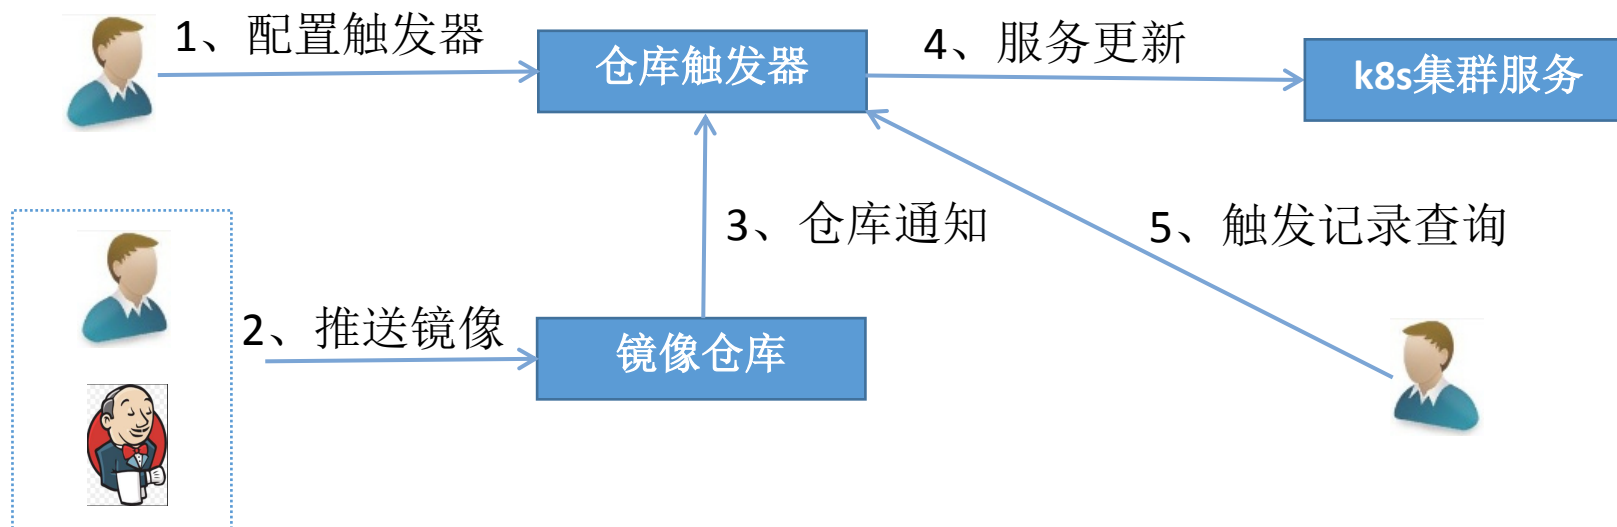 1、配置触发器
仓库触发器
4、服务更新
k8s集群服务
3、仓库通知
5、触发记录查询
2、推送镜像
镜像仓库